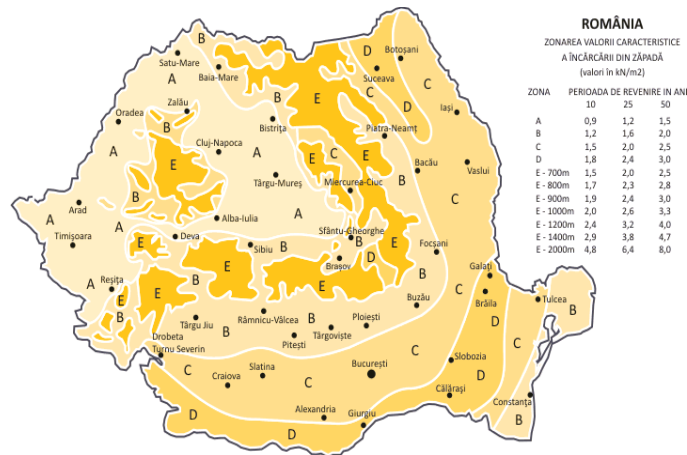 ROMÂNIA
ZONAREA VALORII CARACTERISTICE
A ÎNCĂRCĂRII DIN ZĂPADĂ
(valori în kN/m2)
ZONA PERIOADA DE REVENIRE IN ANI
10 25 50
A 0,9 1,2 1,5
B 1,2 1,6 2,0
C 1,5 2,0 2,5
D 1,8 2,4 3,0
E - 700m 1,5 2,0 2,5
E - 800m 1,7 2,3 2,8
E - 900m 1,9 2,4 3,0
E - 1000m 2,0 2,6 3,3
E - 1200m 2,4 3,2 4,0
E - 1400m 2,9 3,8 4,7
E - 2000m 4,8 6,4 8,0
B
D
Botoșani
Satu-Mare
Baia-Mare
Suceava
A
B
E
C
C
D
Zalău
Oradea
B
Iași
Bistrița
Piatra-Neamț
A
E
Cluj-Napoca
A
C
B
Bacău
C
Vaslui
E
Târgu-Mureș
E
Miercurea-Ciuc
B
C
Arad
A
A
Alba-Iulia
A
Sfântu-Gheorghe
Timișoara
E
Deva
Sibiu
B
B
E
Focșani
Brașov
D
A
Reșița
E
B
E
E
E
B
Galați
Brăila
Tulcea
B
Buzău
C
C
B
Târgu Jiu
B
Râmnicu-Vâlcea
B
Ploiești
Pitești
Târgoviște
D
Drobeta
Turnu Severin
Slobozia
C
Slatina
București
Craiova
C
C
D
Călărași
Constanța
B
D
Alexandria
Giurgiu
D